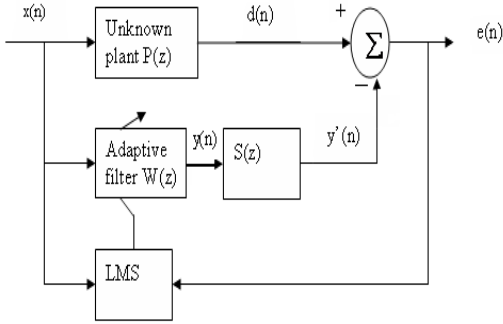 x(n)
Unknown
plant P(z)
d(n)
+
Σ
e(n)
−
Adaptive
filter W(z)
y(n)
S(z)
y'(n)
LMS